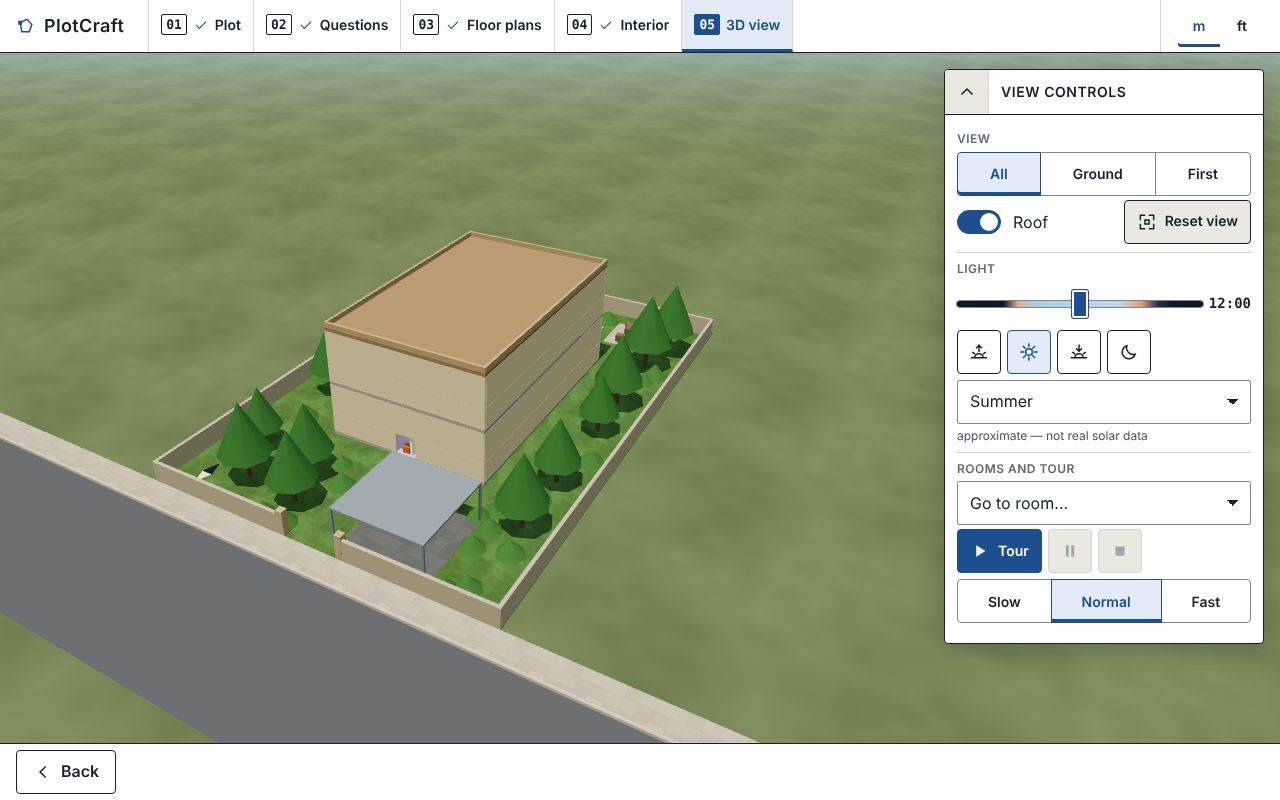 PlotCraft
01 Plot
02 Questions
03 Floor plans
04 Interior
05 3D view
m ft
VIEW CONTROLS
VIEW
All Ground First
Roof Reset view
LIGHT
12:00
Summer
approximate — not real solar data
ROOMS AND TOUR
Go to room...
Tour
Slow Normal Fast
Back